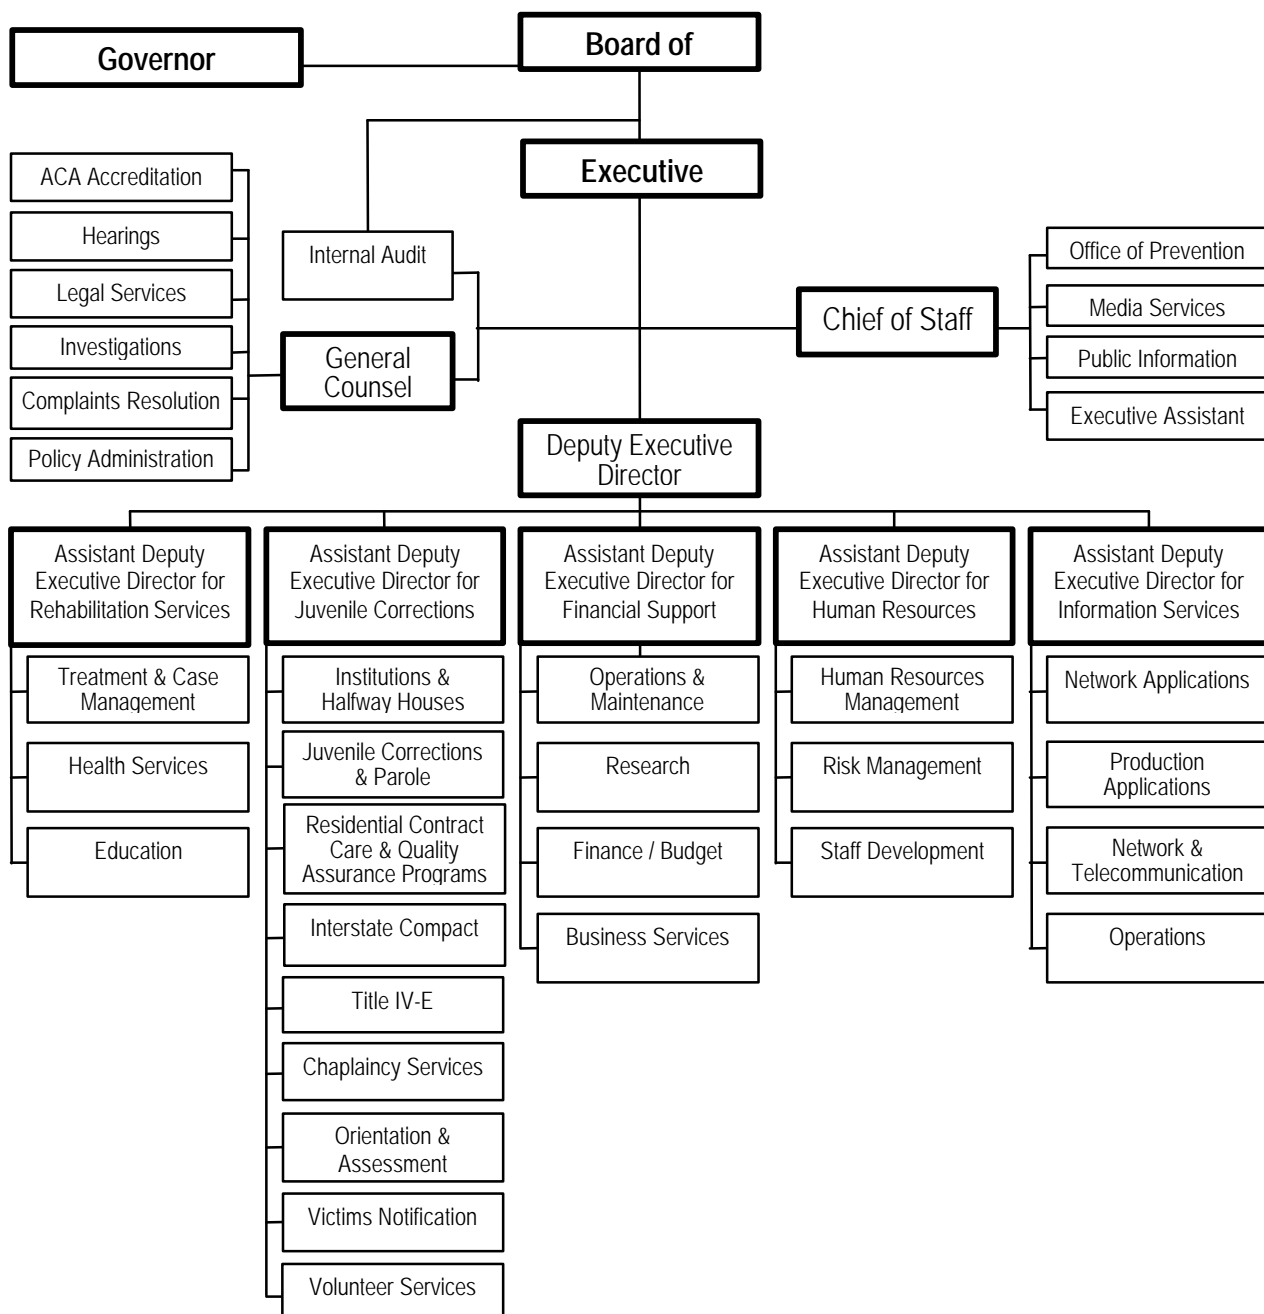 Governor
Board of
Executive
ACA Accreditation
Hearings
Legal Services
Investigations
Complaints Resolution
Policy Administration
Internal Audit
General
Counsel
Chief of Staff
Office of Prevention
Media Services
Public Information
Executive Assistant
Deputy Executive
Director
Assistant Deputy
Executive Director for
Rehabilitation Services
Treatment & Case
Management
Health Services
Education
Assistant Deputy
Executive Director for
Juvenile Corrections
Institutions &
Halfway Houses
Juvenile Corrections
& Parole
Residential Contract
Care & Quality
Assurance Programs
Interstate Compact
Title IV-E
Chaplaincy Services
Orientation &
Assessment
Victims Notification
Volunteer Services
Assistant Deputy
Executive Director for
Financial Support
Operations &
Maintenance
Research
Finance / Budget
Business Services
Assistant Deputy
Executive Director for
Human Resources
Human Resources
Management
Risk Management
Staff Development
Assistant Deputy
Executive Director for
Information Services
Network Applications
Production
Applications
Network &
Telecommunication
Operations